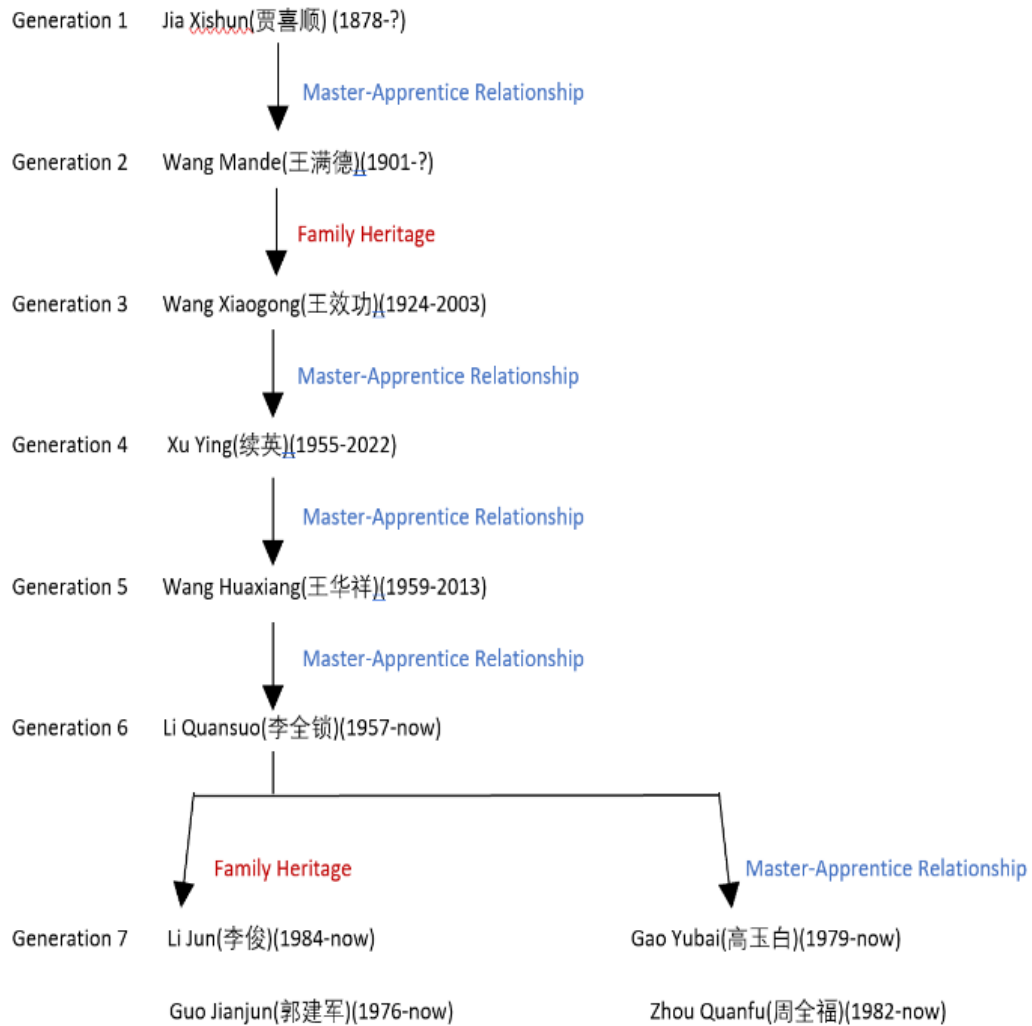 Generation 1 Jia Xishun(贾喜顺) (1878-?)
Master-Apprentice Relationship
Generation 2 Wang Mande(王满德)(1901-?)
Family Heritage
Generation 3 Wang Xiaogong(王效功)(1924-2003)
Master-Apprentice Relationship
Generation 4 Xu Ying(续英)(1955-2022)
Master-Apprentice Relationship
Generation 5 Wang Huaxiang(王华祥)(1959-2013)
Master-Apprentice Relationship
Generation 6 Li Quansuo(李全锁)(1957-now)
Family Heritage Master-Apprentice Relationship
Generation 7 Li Jun(李俊)(1984-now) Gao Yubai(高玉白)(1979-now)
Guo Jianjun(郭建军)(1976-now) Zhou Quanfu(周全福)(1982-now)